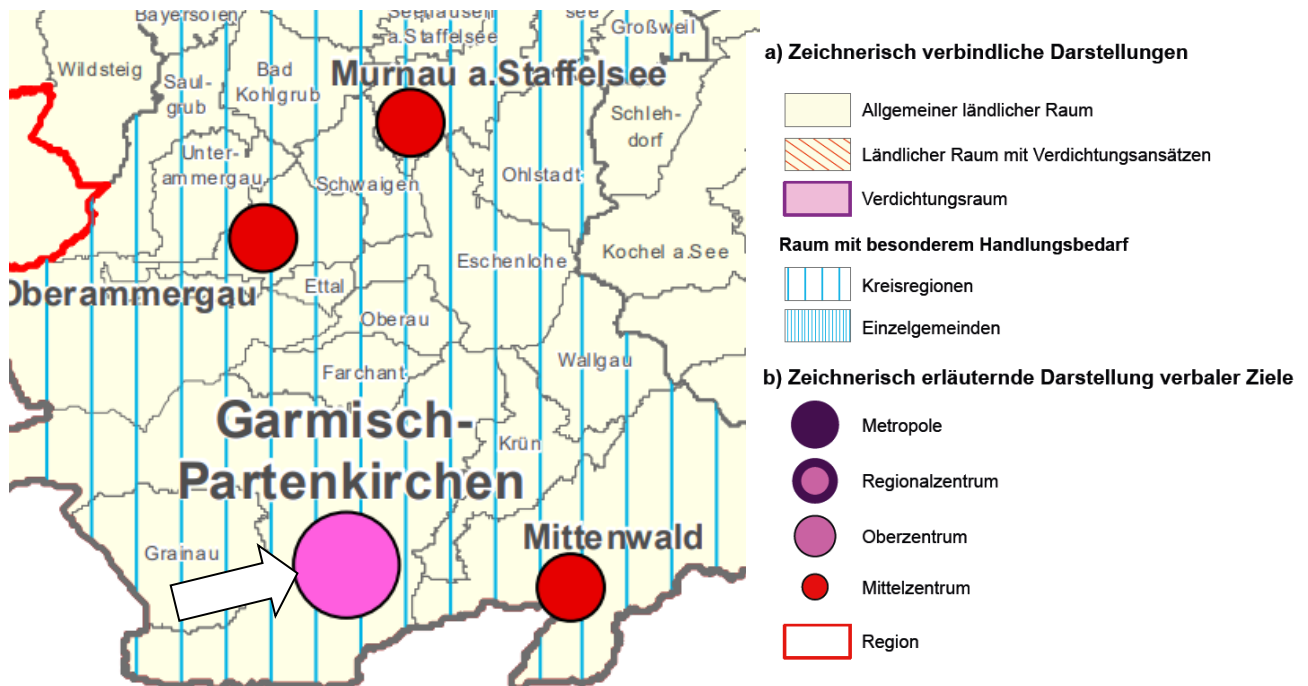 Bayersoien
Seehausen
a.Staffelsee
see
Großweil
Wildsteig
Saul-
grub
Bad
Kohlgrub
Murnau a.Staffelsee
Schleh-
dorf
Unter-
ammergau
Schwaigen
Ohlstadt
Kochel a.See
Eschenlohe
Oberammergau
Ettal
Oberau
Wallgau
Farchant
Garmisch-
Partenkirchen
Krün
Grainau
Mittenwald
a) Zeichnerisch verbindliche Darstellungen
Allgemeiner ländlicher Raum
Ländlicher Raum mit Verdichtungsansätzen
Verdichtungsraum
Raum mit besonderem Handlungsbedarf
Kreisregionen
Einzelgemeinden
b) Zeichnerisch erläuternde Darstellung verbaler Ziele
Metropole
Regionalzentrum
Oberzentrum
Mittelzentrum
Region